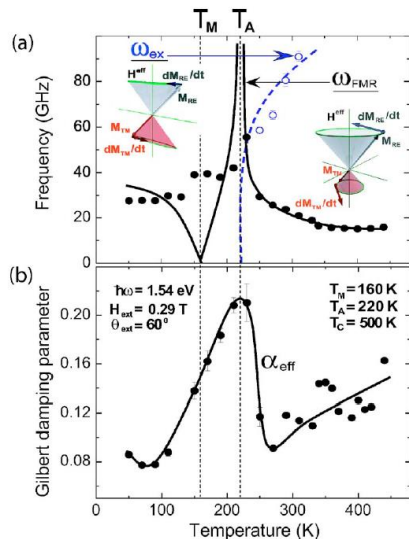 T_M T_A
(a)
ω_ex
ω_FMR
H^eff
dM_RE/dt
M_RE
M_TM
dM_TM/dt
H^eff
dM_RE/dt
M_RE
M_TM
dM_TM/dt
Frequency (GHz)
80
60
40
20
0
(b)
ħω = 1.54 eV
H_ext = 0.29 T
θ_ext = 60°
T_M = 160 K
T_A = 220 K
T_C = 500 K
α_eff
Gilbert damping parameter
0.20
0.16
0.12
0.08
0 100 200 300 400
Temperature (K)